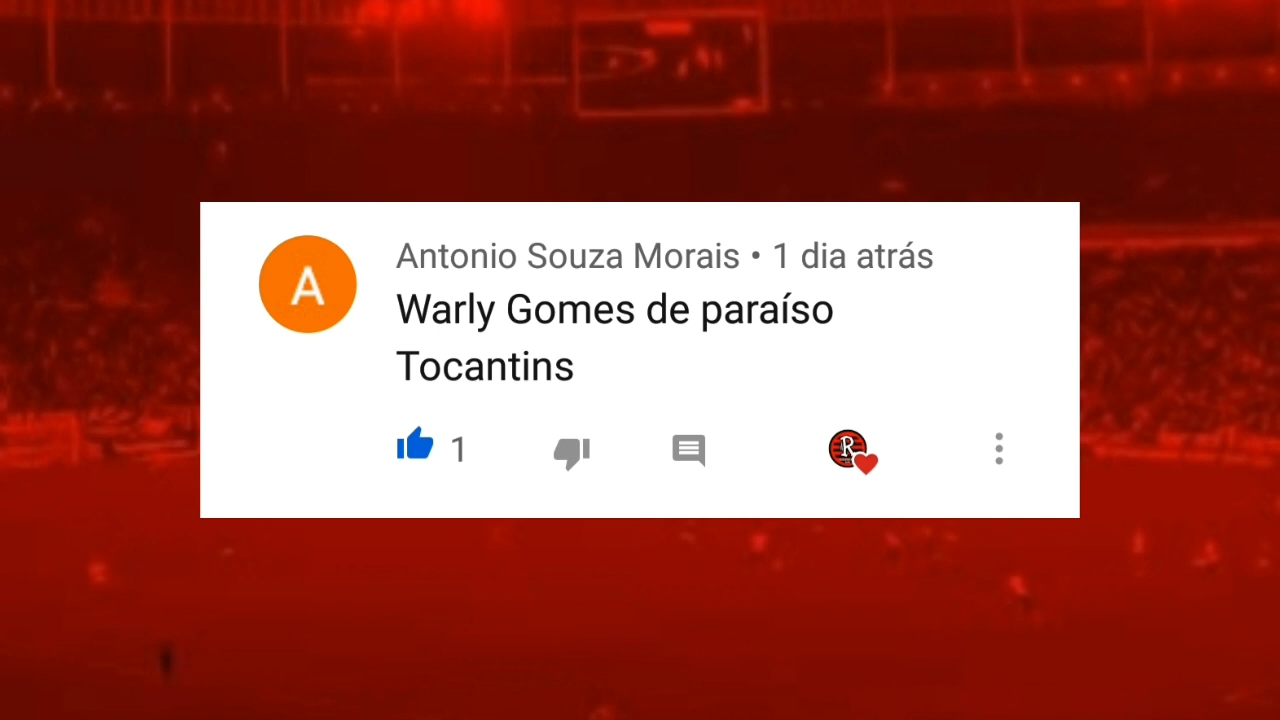 A
Antonio Souza Morais • 1 dia atrás
Warly Gomes de paraíso
Tocantins
1
R